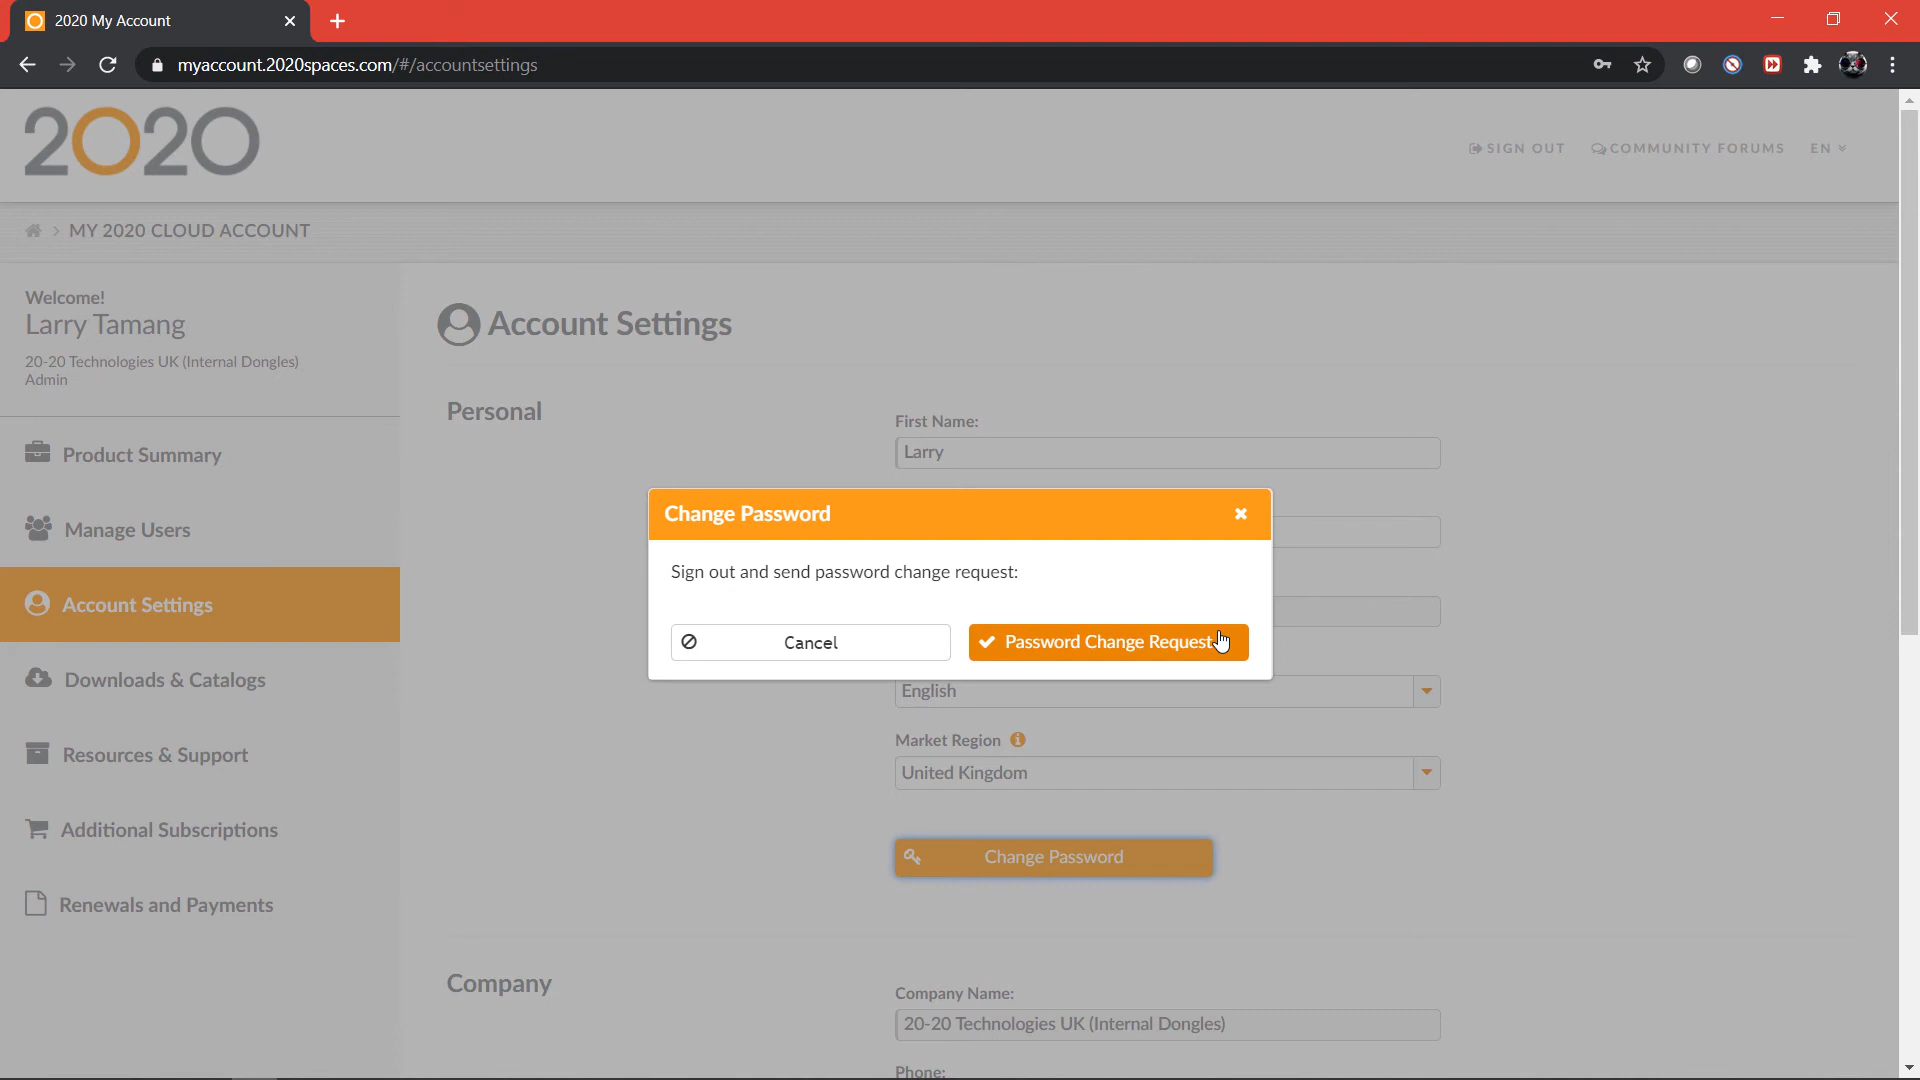 2020 My Account
myaccount.2020spaces.com/#/accountsettings
2020
SIGN OUT
COMMUNITY FORUMS
EN
> MY 2020 CLOUD ACCOUNT
Welcome!
Larry Tamang
20-20 Technologies UK (Internal Dongles)
Admin
Product Summary
Manage Users
Account Settings
Downloads & Catalogs
Resources & Support
Additional Subscriptions
Renewals and Payments
Account Settings
Personal
First Name:
Larry
Change Password
Sign out and send password change request:
Cancel
Password Change Request
English
Market Region
United Kingdom
Change Password
Company
Company Name:
20-20 Technologies UK (Internal Dongles)
Phone: